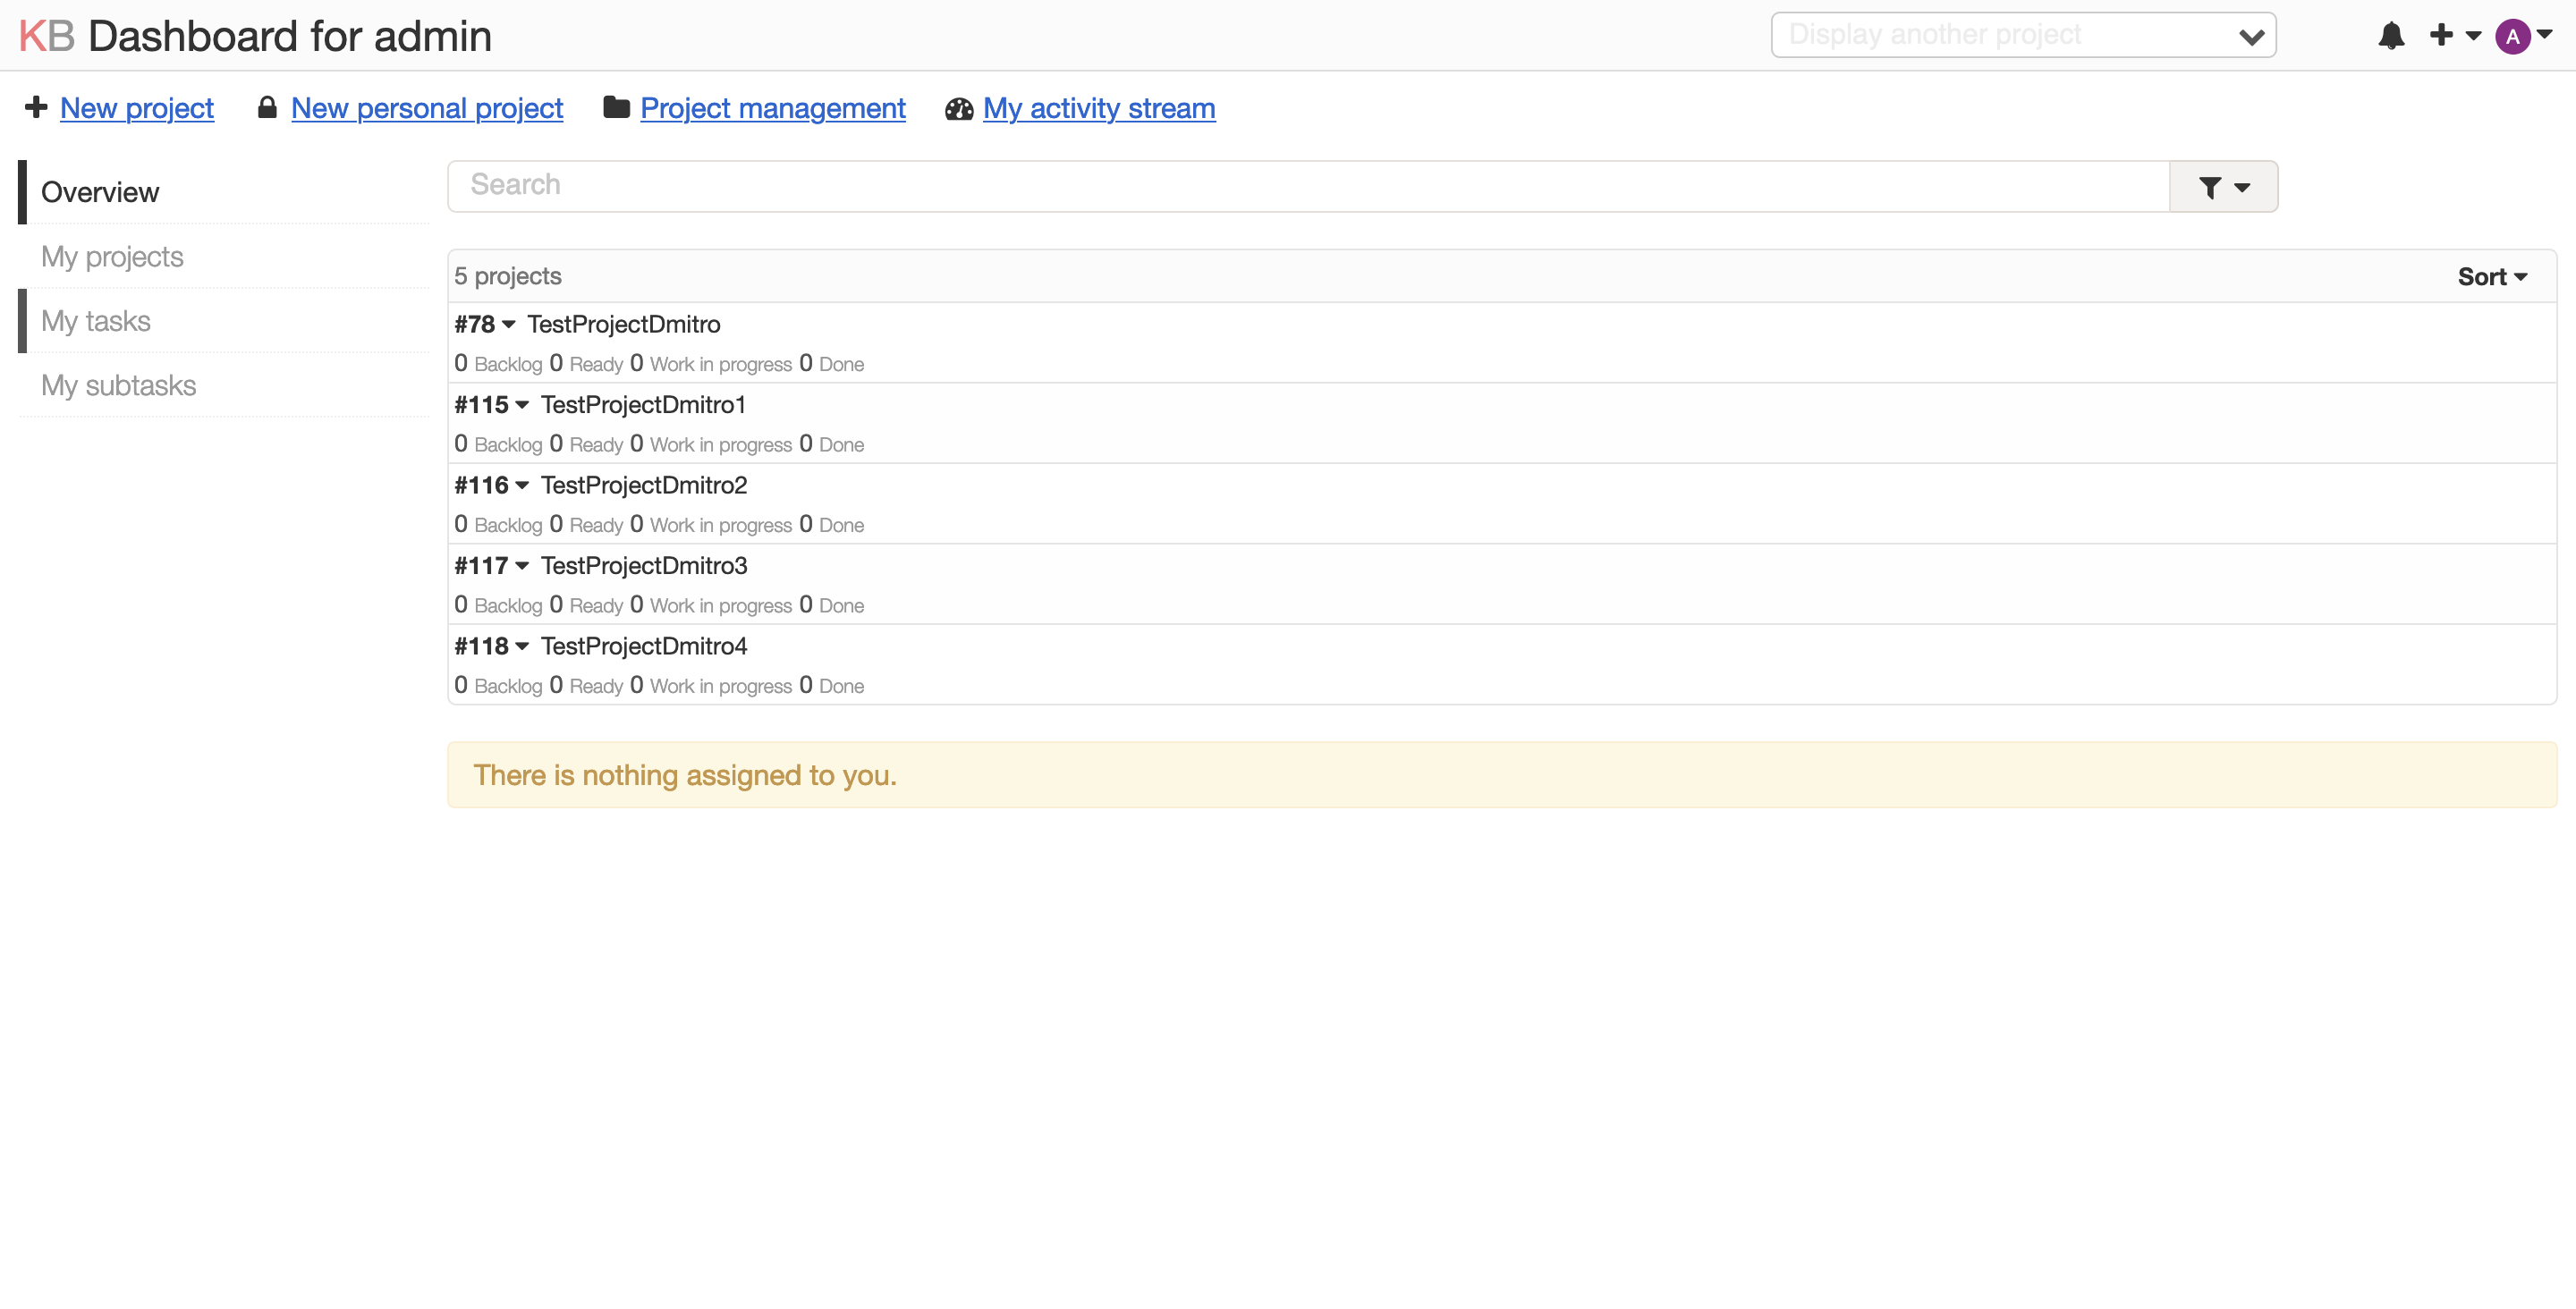 KB Dashboard for admin
Display another project
A
New project New personal project Project management My activity stream
Overview
My projects
My tasks
My subtasks
Search
5 projects Sort
#78 TestProjectDmitro
0 Backlog 0 Ready 0 Work in progress 0 Done
#115 TestProjectDmitro1
0 Backlog 0 Ready 0 Work in progress 0 Done
#116 TestProjectDmitro2
0 Backlog 0 Ready 0 Work in progress 0 Done
#117 TestProjectDmitro3
0 Backlog 0 Ready 0 Work in progress 0 Done
#118 TestProjectDmitro4
0 Backlog 0 Ready 0 Work in progress 0 Done
There is nothing assigned to you.